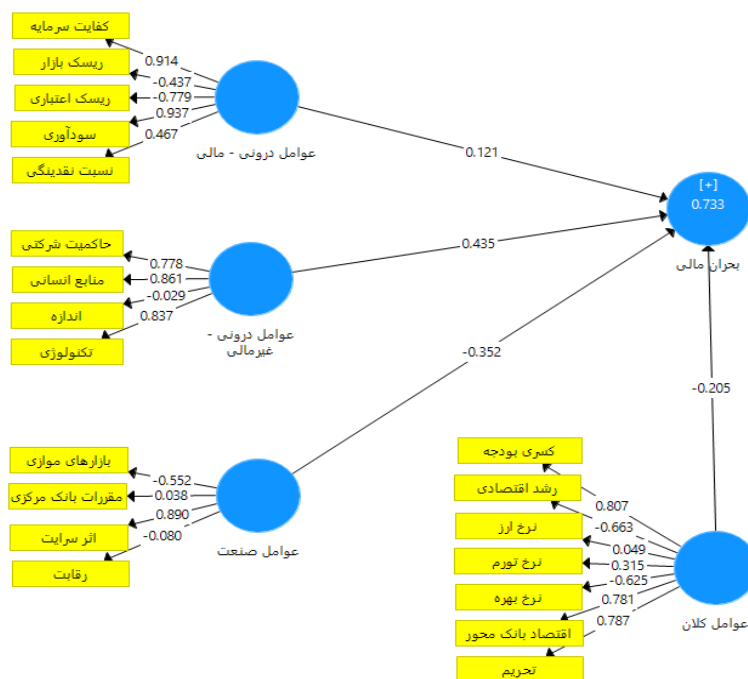 کفایت سرمایه
ریسک بازار
ریسک اعتباری
سودآوری
نسبت نقدینگی
0.914
-0.437
-0.779
0.937
0.467
عوامل درونی - مالی
0.121
[+]
0.733
بحران مالی
حاکمیت شرکتی
منابع انسانی
اندازه
تکنولوژی
0.778
0.861
-0.029
0.837
عوامل درونی -
غیرمالی
0.435
-0.352
-0.205
بازارهای موازی
مقررات بانک مرکزی
اثر سرایت
رقابت
-0.552
0.038
0.890
-0.080
عوامل صنعت
کسری بودجه
رشد اقتصادی
نرخ ارز
نرخ تورم
نرخ بهره
اقتصاد بانک محور
تحریم
0.807
-0.663
0.049
0.315
-0.625
0.781
0.787
عوامل کلان